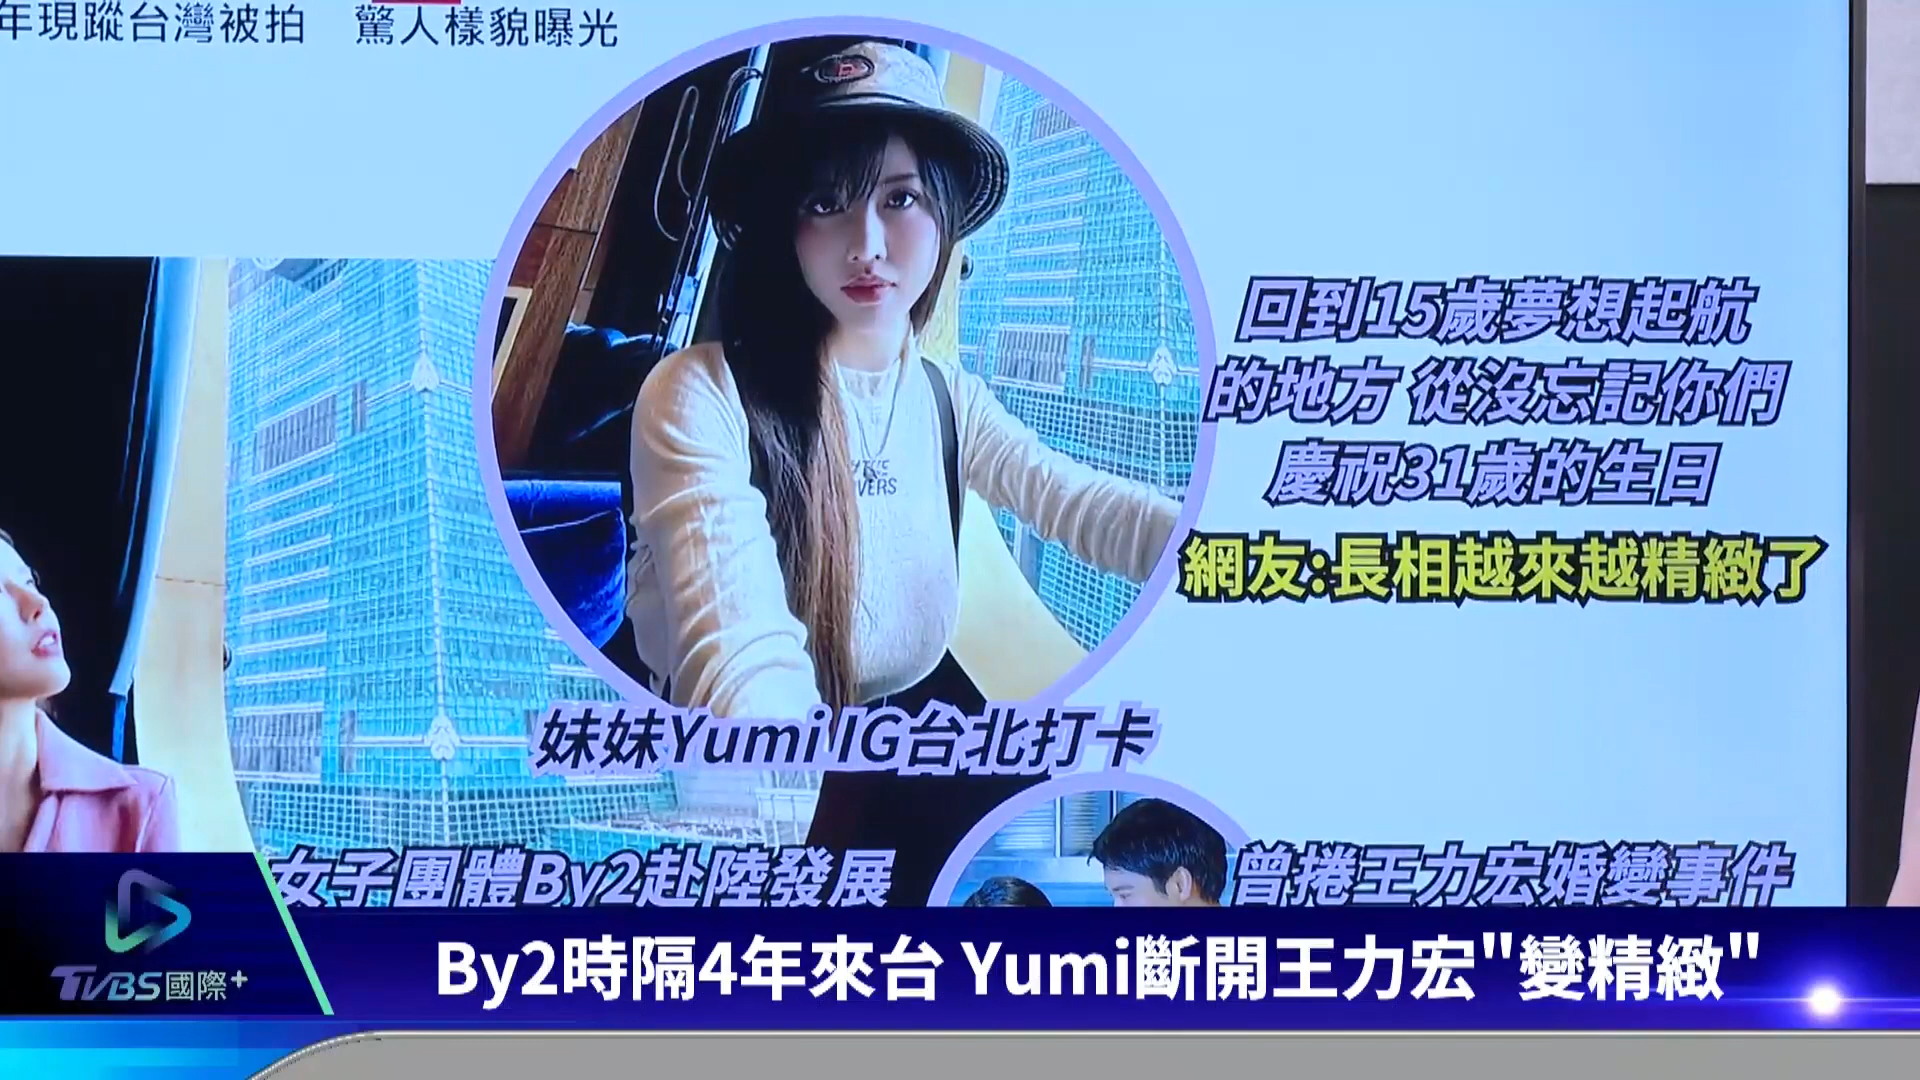 年現蹤台灣被拍 驚人樣貌曝光
回到15歲夢想起航
的地方 從沒忘記你們
慶祝31歲的生日
網友:長相越來越精緻了
妹妹Yumi IG台北打卡
女子團體By2赴陸發展
曾捲王力宏婚變事件
By2時隔4年來台 Yumi斷開王力宏"變精緻"
TVBS國際+